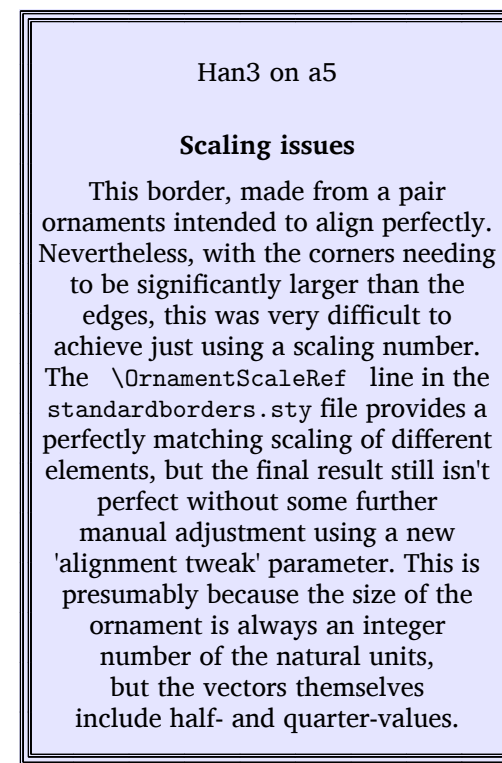 Han3 on a5
Scaling issues
This border, made from a pair
ornaments intended to align perfectly.
Nevertheless, with the corners needing
to be significantly larger than the
edges, this was very difficult to
achieve just using a scaling number.
The \OrnamentScaleRef line in the
standardborders.sty file provides a
perfectly matching scaling of different
elements, but the final result still isn't
perfect without some further
manual adjustment using a new
'alignment tweak' parameter. This is
presumably because the size of the
ornament is always an integer
number of the natural units,
but the vectors themselves
include half- and quarter-values.